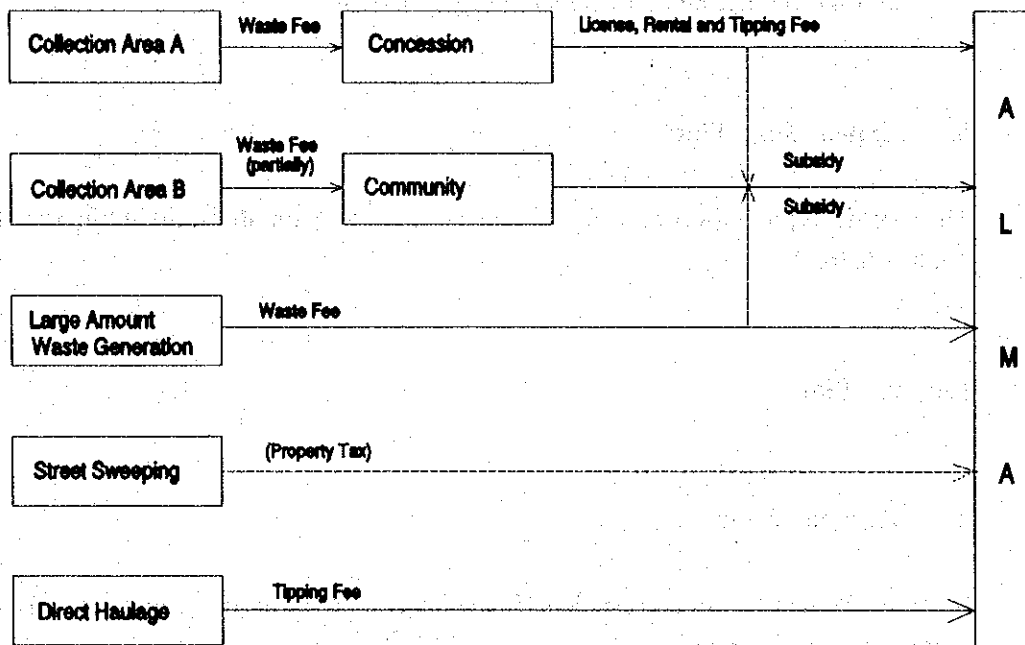 Collection Area A
Waste Fee
Concession
License, Rental and Tipping Fee
Collection Area B
Waste Fee
(partially)
Community
Subsidy
Subsidy
Large Amount
Waste Generation
Waste Fee
Street Sweeping
(Property Tax)
Direct Haulage
Tipping Fee
A
L
M
A